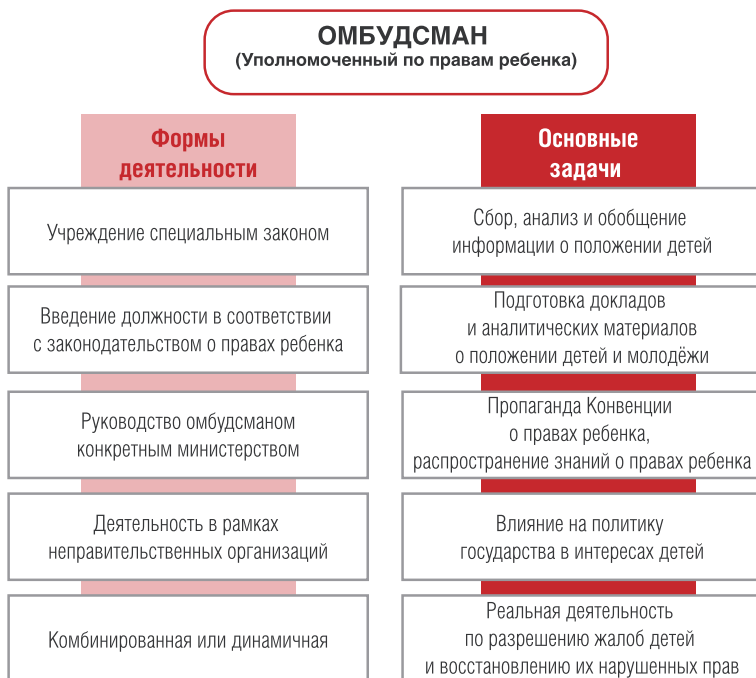 ОМБУДСМАН
(Уполномоченный по правам ребенка)
Формы
деятельности
Учреждение специальным законом
Введение должности в соответствии
с законодательством о правах ребенка
Руководство омбудсманом
конкретным министерством
Деятельность в рамках
неправительственных организаций
Комбинированная или динамичная
Основные
задачи
Сбор, анализ и обобщение
информации о положении детей
Подготовка докладов
и аналитических материалов
о положении детей и молодёжи
Пропаганда Конвенции
о правах ребенка,
распространение знаний о правах ребенка
Влияние на политику
государства в интересах детей
Реальная деятельность
по разрешению жалоб детей
и восстановлению их нарушенных прав